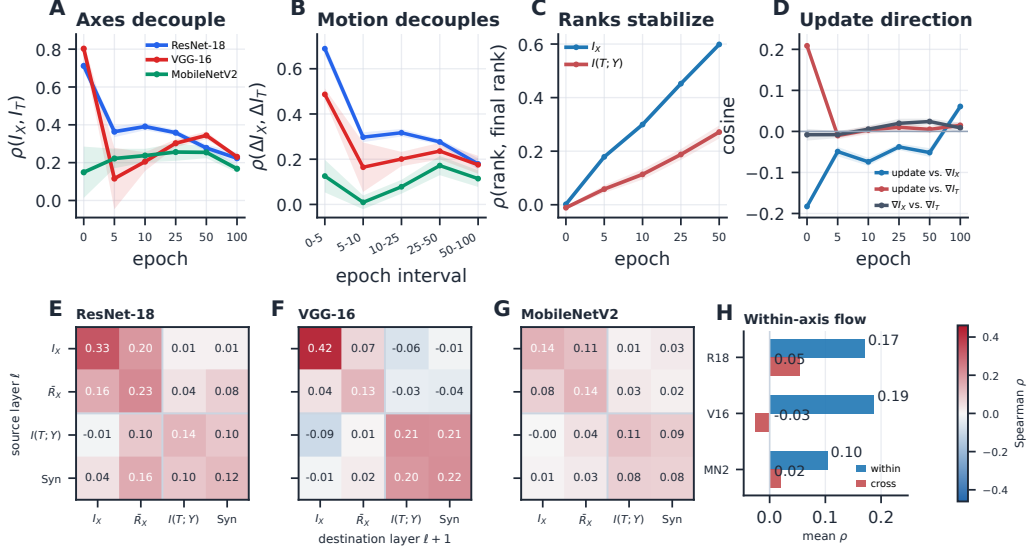 A Axes decouple
ρ(I_X, I_T)
0.8
0.6
0.4
0.2
0.0
ResNet-18
VGG-16
MobileNetV2
0 5 10 25 50 100
epoch
B Motion decouples
ρ(ΔI_X, ΔI_T)
0.6
0.4
0.2
0.0
0-5 5-10 10-25 25-50 50-100
epoch interval
C Ranks stabilize
ρ(rank, final rank)
0.6
0.4
0.2
0.0
I_X
I(T; Y)
0 5 10 25 50
epoch
D Update direction
cosine
0.2
0.1
0.0
−0.1
−0.2
update vs. ∇I_X
update vs. ∇I_T
∇I_X vs. ∇I_T
0 5 10 25 50 100
epoch
E ResNet-18
source layer ℓ
I_X 0.33 0.20 0.01 0.01
R̄_X 0.16 0.23 0.04 0.08
I(T; Y) -0.01 0.10 0.14 0.10
Syn 0.04 0.16 0.10 0.12
I_X R̄_X I(T; Y) Syn
F VGG-16
0.42 0.07 -0.06 -0.01
0.04 0.13 -0.03 -0.04
-0.09 0.01 0.21 0.21
-0.01 0.02 0.20 0.22
I_X R̄_X I(T; Y) Syn
destination layer ℓ + 1
G MobileNetV2
0.14 0.11 0.01 0.03
0.08 0.14 0.03 0.02
-0.00 0.04 0.11 0.09
0.01 0.03 0.08 0.08
I_X R̄_X I(T; Y) Syn
H Within-axis flow
R18 0.17
0.05
V16 0.19
-0.03
MN2 0.10
0.02
within
cross
0.0 0.1 0.2
mean ρ
0.4
0.2
0.0
−0.2
−0.4
Spearman ρ